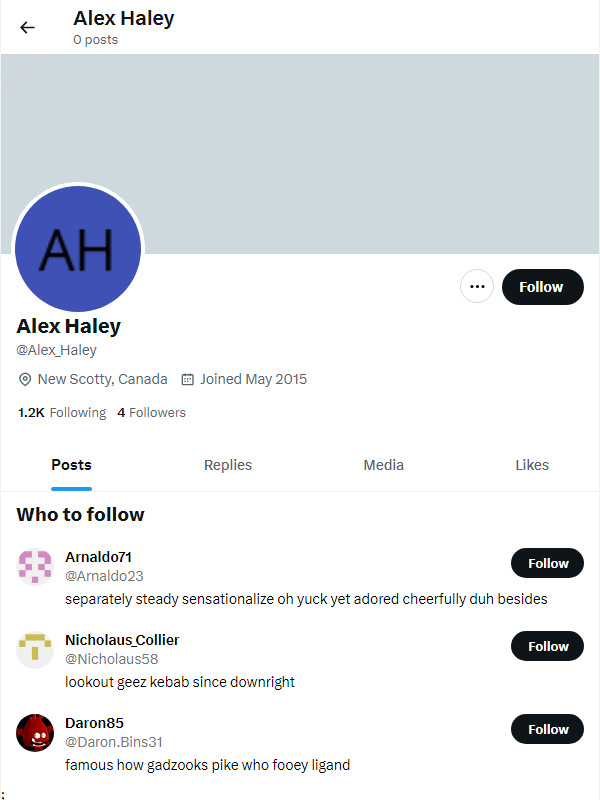 Alex Haley
0 posts
AH
Follow
Alex Haley
@Alex_Haley
New Scotty, Canada Joined May 2015
1.2K Following 4 Followers
Posts Replies Media Likes
Who to follow
Arnaldo71
@Arnaldo23
Follow
separately steady sensationalize oh yuck yet adored cheerfully duh besides
Nicholaus_Collier
@Nicholaus58
Follow
lookout geez kebab since downright
Daron85
@Daron.Bins31
Follow
famous how gadzooks pike who fooey ligand
;